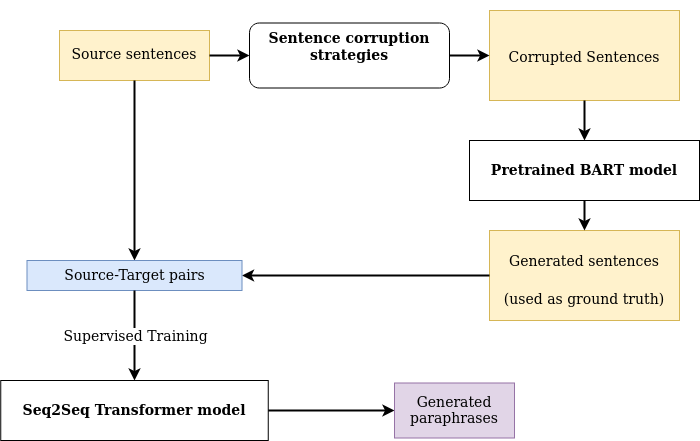 Source sentences
Sentence corruption
strategies
Corrupted Sentences
Pretrained BART model
Generated sentences
(used as ground truth)
Source-Target pairs
Supervised Training
Seq2Seq Transformer model
Generated
paraphrases